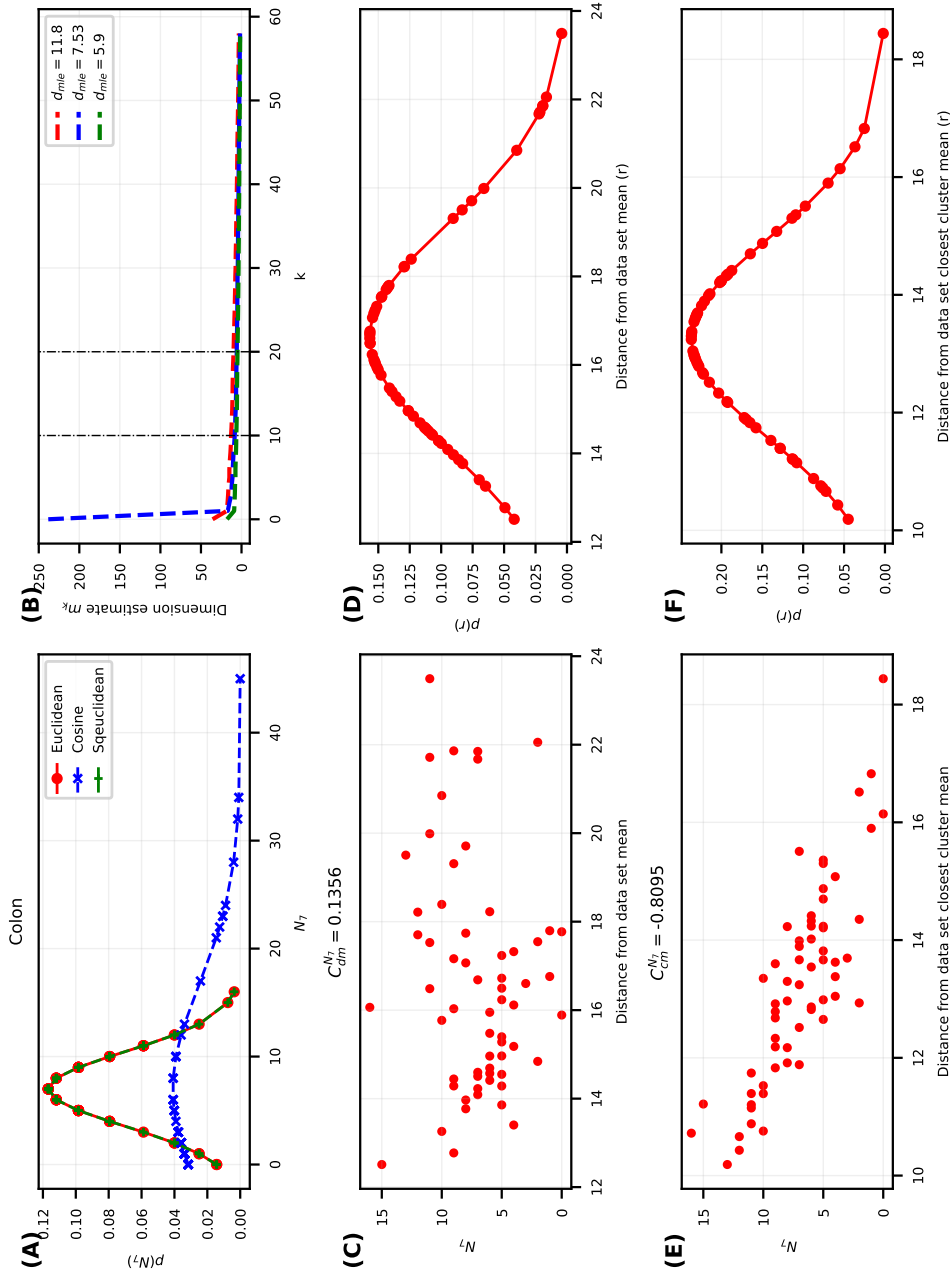 Colon
(A)
p(N₇)
0.12
0.10
0.08
0.06
0.04
0.02
0.00
0
10
20
30
40
N₇
Euclidean
Cosine
Sqeuclidean
(B)
Dimension estimate mₖ
250
200
150
100
50
0
0
10
20
30
40
50
60
k
d_mle = 11.8
d_mle = 7.53
d_mle = 5.9
(C)
C_dm^N₇ = 0.1356
N₇
15
10
5
0
12
14
16
18
20
22
24
Distance from data set mean
(D)
p(r)
0.150
0.125
0.100
0.075
0.050
0.025
0.000
12
14
16
18
20
22
24
Distance from data set mean (r)
(E)
C_cm^N₇ = -0.8095
N₇
15
10
5
0
10
12
14
16
18
Distance from data set closest cluster mean
(F)
p(r)
0.20
0.15
0.10
0.05
0.00
10
12
14
16
18
Distance from data set closest cluster mean (r)